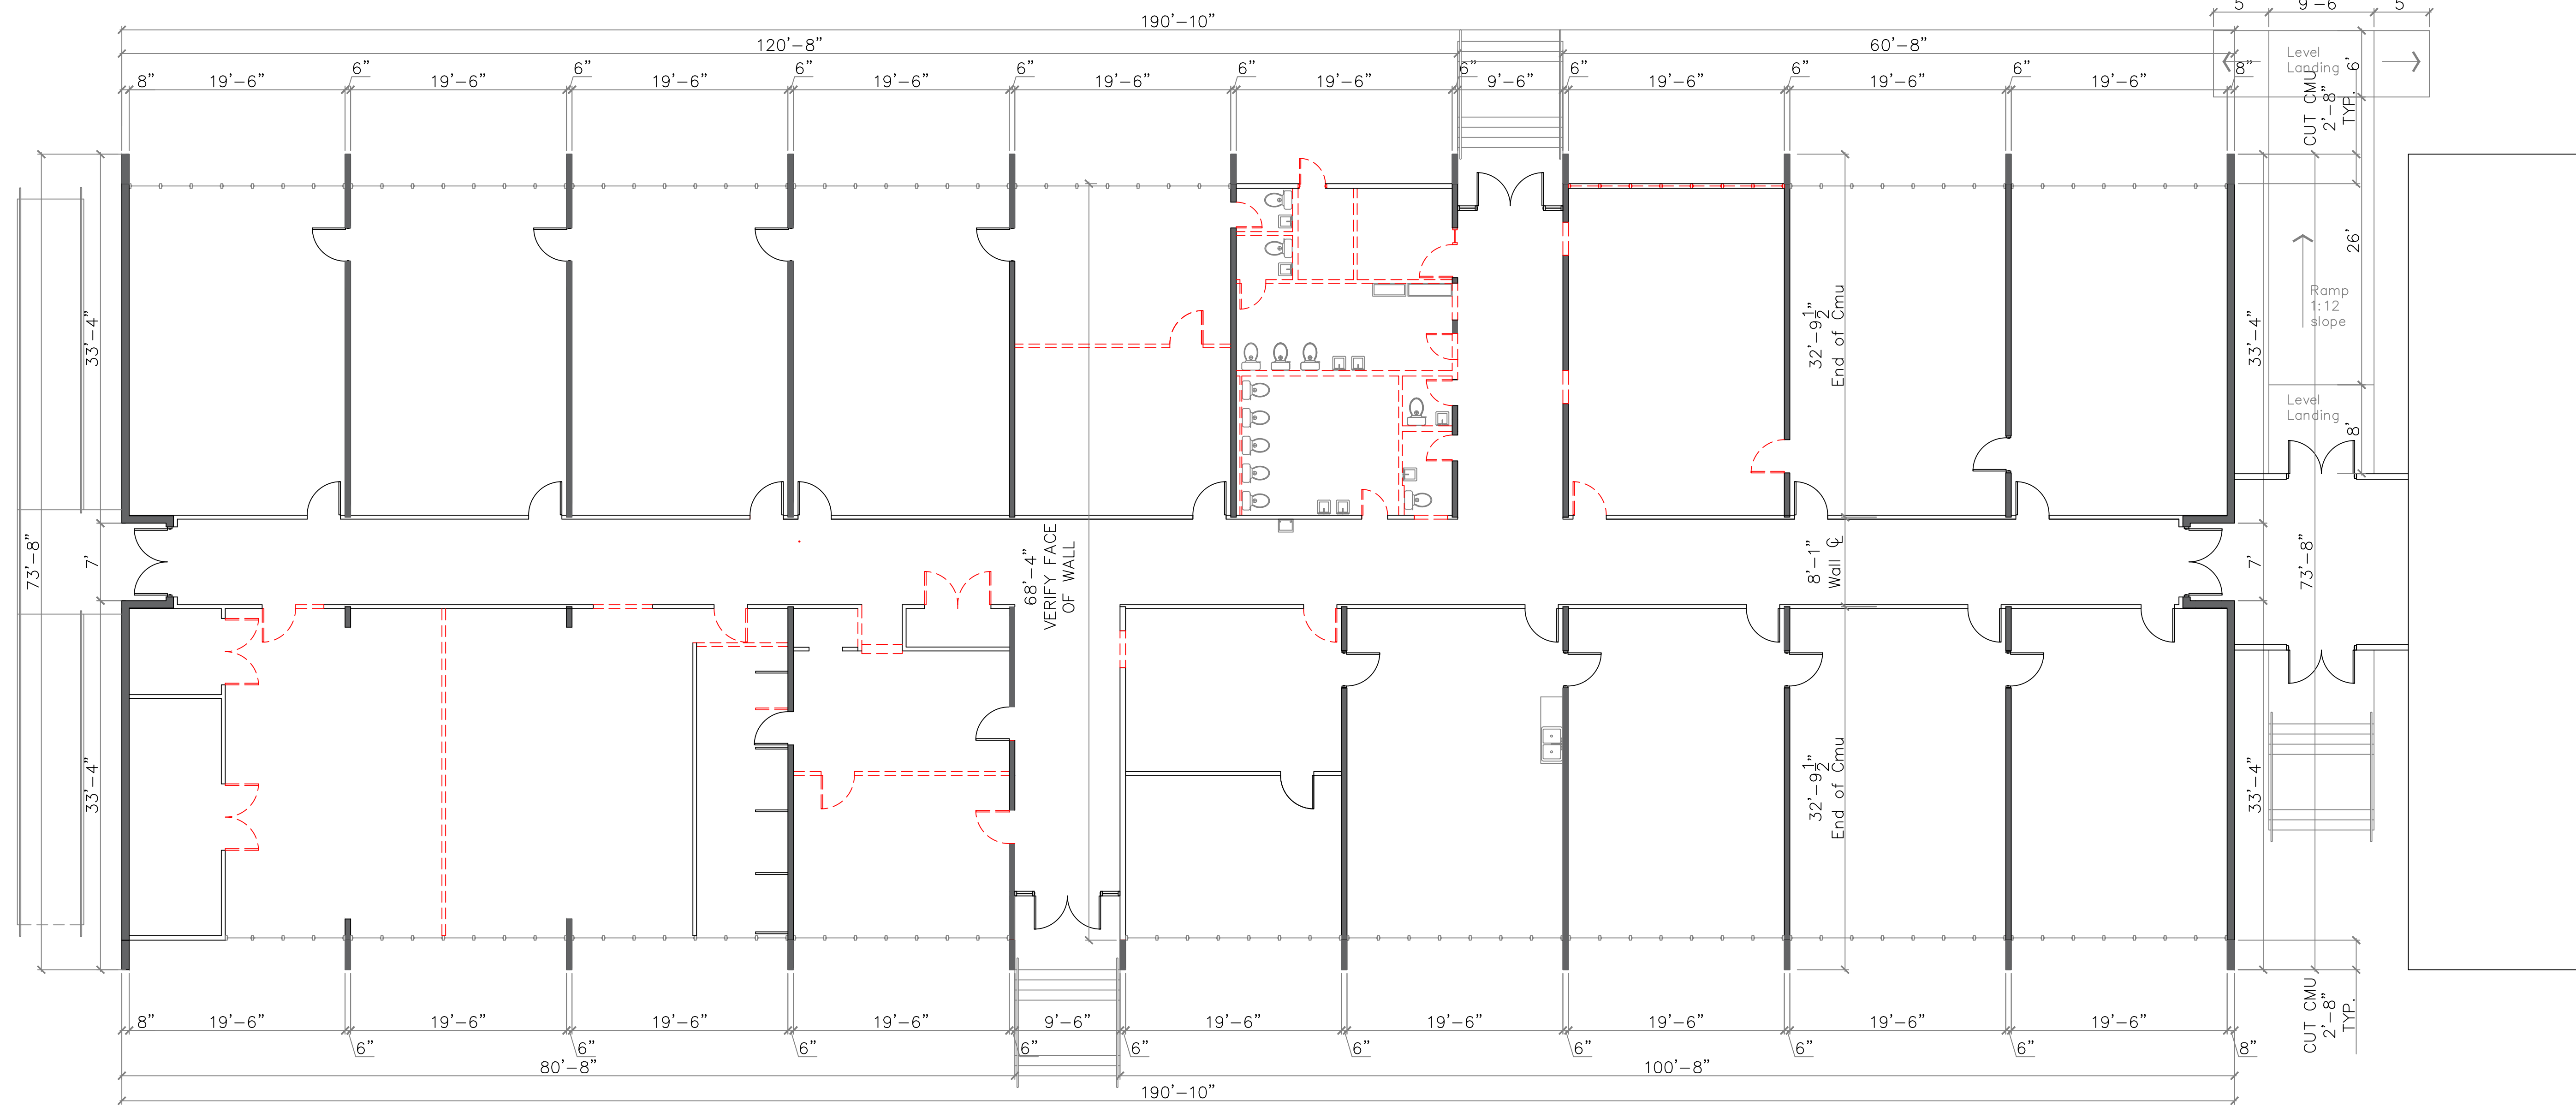 5' 9'-6 5'
190'-10"
120'-8" 60'-8"
6" 6" 6" 6" 6" 6" 6" 6" 6"
8" 19'-6" 19'-6" 19'-6" 19'-6" 19'-6" 19'-6" 9'-6" 19'-6" 19'-6" 19'-6" 8"
Level
Landing
6'
CUT CMU
2'-8"
TYP.
26'
Ramp
1:12
slope
33'-4"
32'-9 1/2"
End of Cmu
33'-4"
Level
Landing
8'
73'-8"
7'
68'-4"
VERIFY FACE
OF WALL
8'-1"
Wall ℄
7'
73'-8"
33'-4"
32'-9 1/2"
End of Cmu
33'-4"
CUT CMU
2'-8"
TYP.
8" 19'-6" 19'-6" 19'-6" 19'-6" 9'-6" 19'-6" 19'-6" 19'-6" 19'-6" 19'-6"
6" 6" 6" 6" 6" 6" 6" 6" 6" 8"
80'-8" 100'-8"
190'-10"